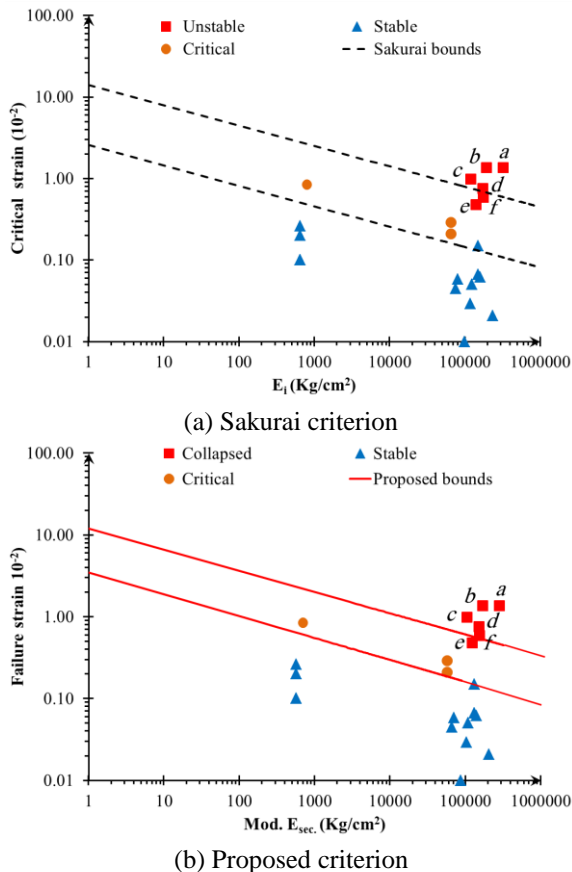 100.00
Unstable
Stable
Critical
Sakurai bounds
10.00
1.00
0.10
0.01
Critical strain (10-2)
a
b
c
d
e
f
1 10 100 1000 10000 100000 1000000
Ei (Kg/cm2)
(a) Sakurai criterion
Collapsed
Stable
Critical
Proposed bounds
100.00
10.00
1.00
0.10
0.01
Failure strain 10-2
a
b
c
d
e
f
1 10 100 1000 10000 100000 1000000
Mod. Esec. (Kg/cm2)
(b) Proposed criterion